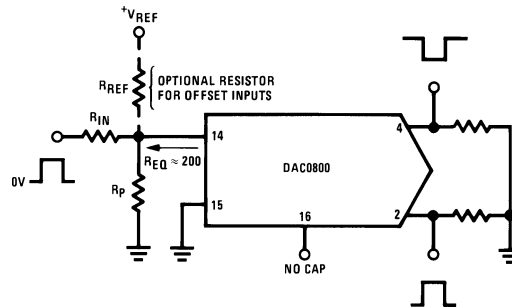 +VREF
RREF
OPTIONAL RESISTOR
FOR OFFSET INPUTS
RIN
14
4
REQ ≈ 200
DAC0800
0V
RP
15
16
2
NO CAP